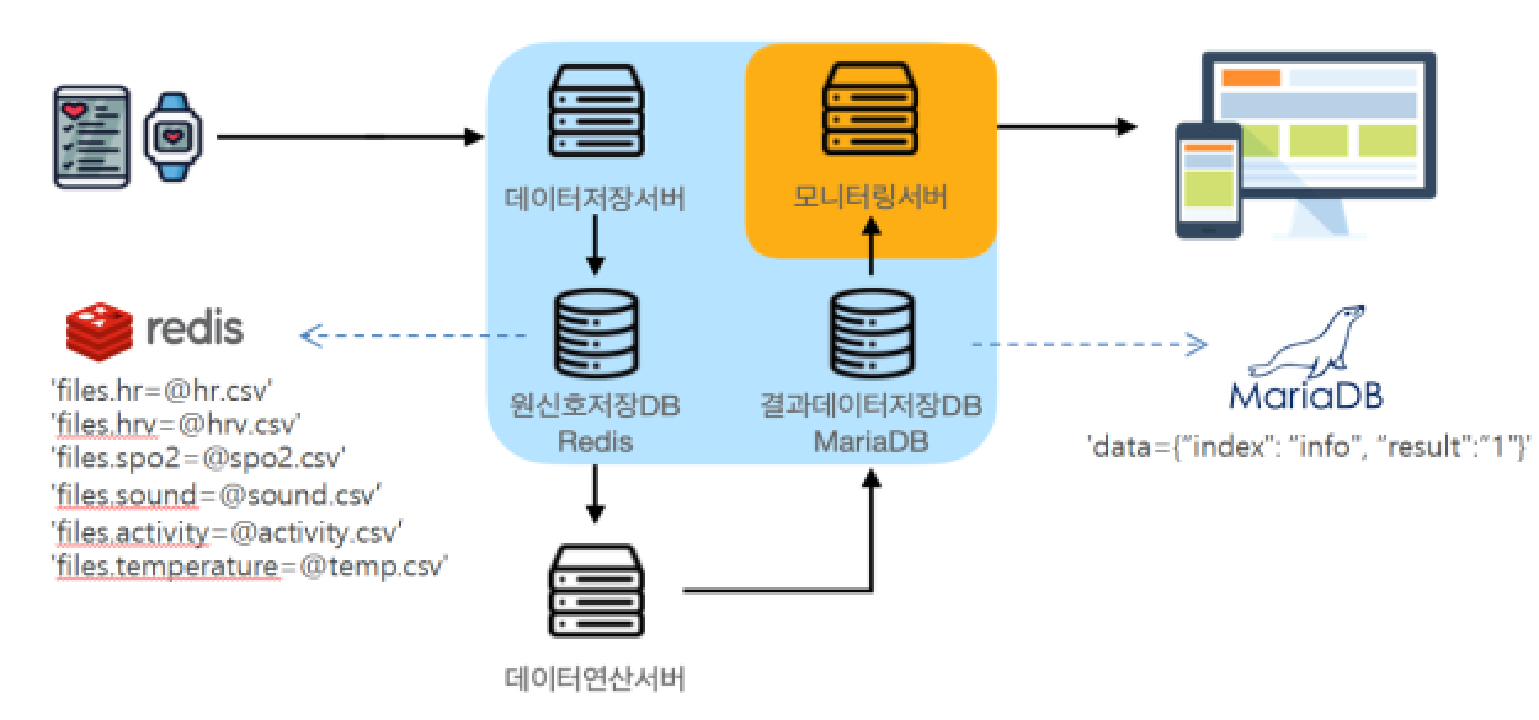 데이터저장서버
모니터링서버
redis
'files.hr=@hr.csv'
'files.hrv=@hrv.csv'
'files.spo2=@spo2.csv'
'files.sound=@sound.csv'
'files.activity=@activity.csv'
'files.temperature=@temp.csv'
원신호저장DB
Redis
결과데이터저장DB
MariaDB
MariaDB
'data={"index": "info", "result":"1"}'
데이터연산서버